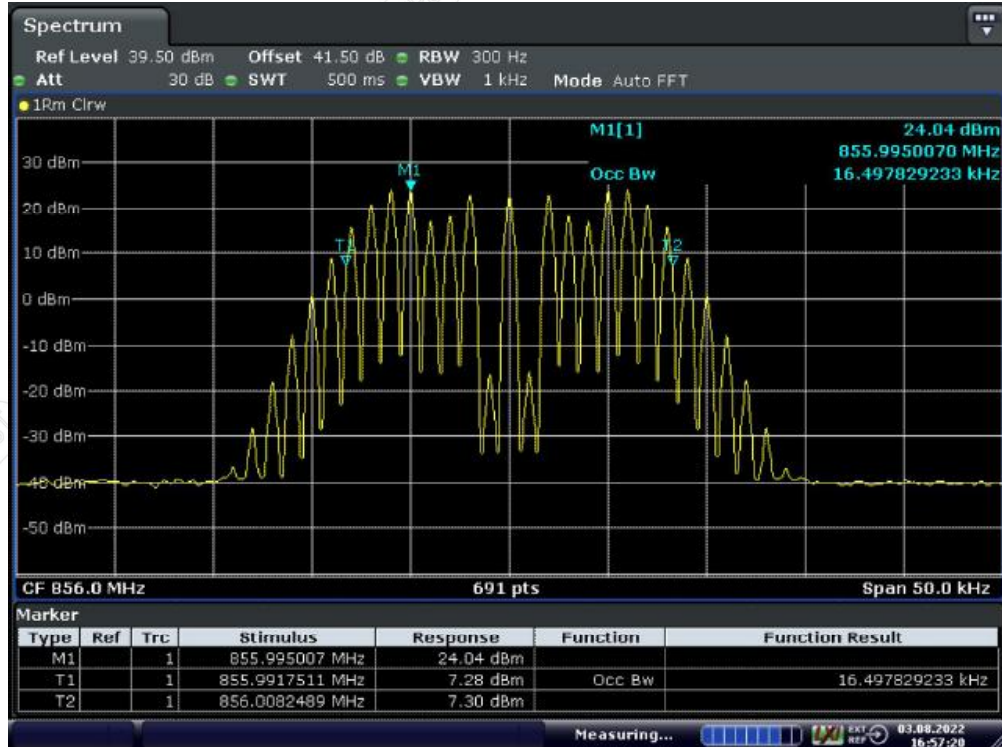 Spectrum
Ref Level 39.50 dBm Offset 41.50 dB RBW 300 Hz
Att 30 dB SWT 500 ms VBW 1 kHz Mode Auto FFT
1Rm Clrw
M1[1] 24.04 dBm
855.9950070 MHz
Occ Bw 16.497829233 kHz
30 dBm
M1
20 dBm
10 dBm
T1
T2
0 dBm
-10 dBm
-20 dBm
-30 dBm
-40 dBm
-50 dBm
CF 856.0 MHz 691 pts Span 50.0 kHz
Marker
Type Ref Trc Stimulus Response Function Function Result
M1 1 855.995007 MHz 24.04 dBm
T1 1 855.9917511 MHz 7.28 dBm Occ Bw 16.497829233 kHz
T2 1 856.0082489 MHz 7.30 dBm
Measuring... LXI EXT REF 03.08.2022
16:57:20